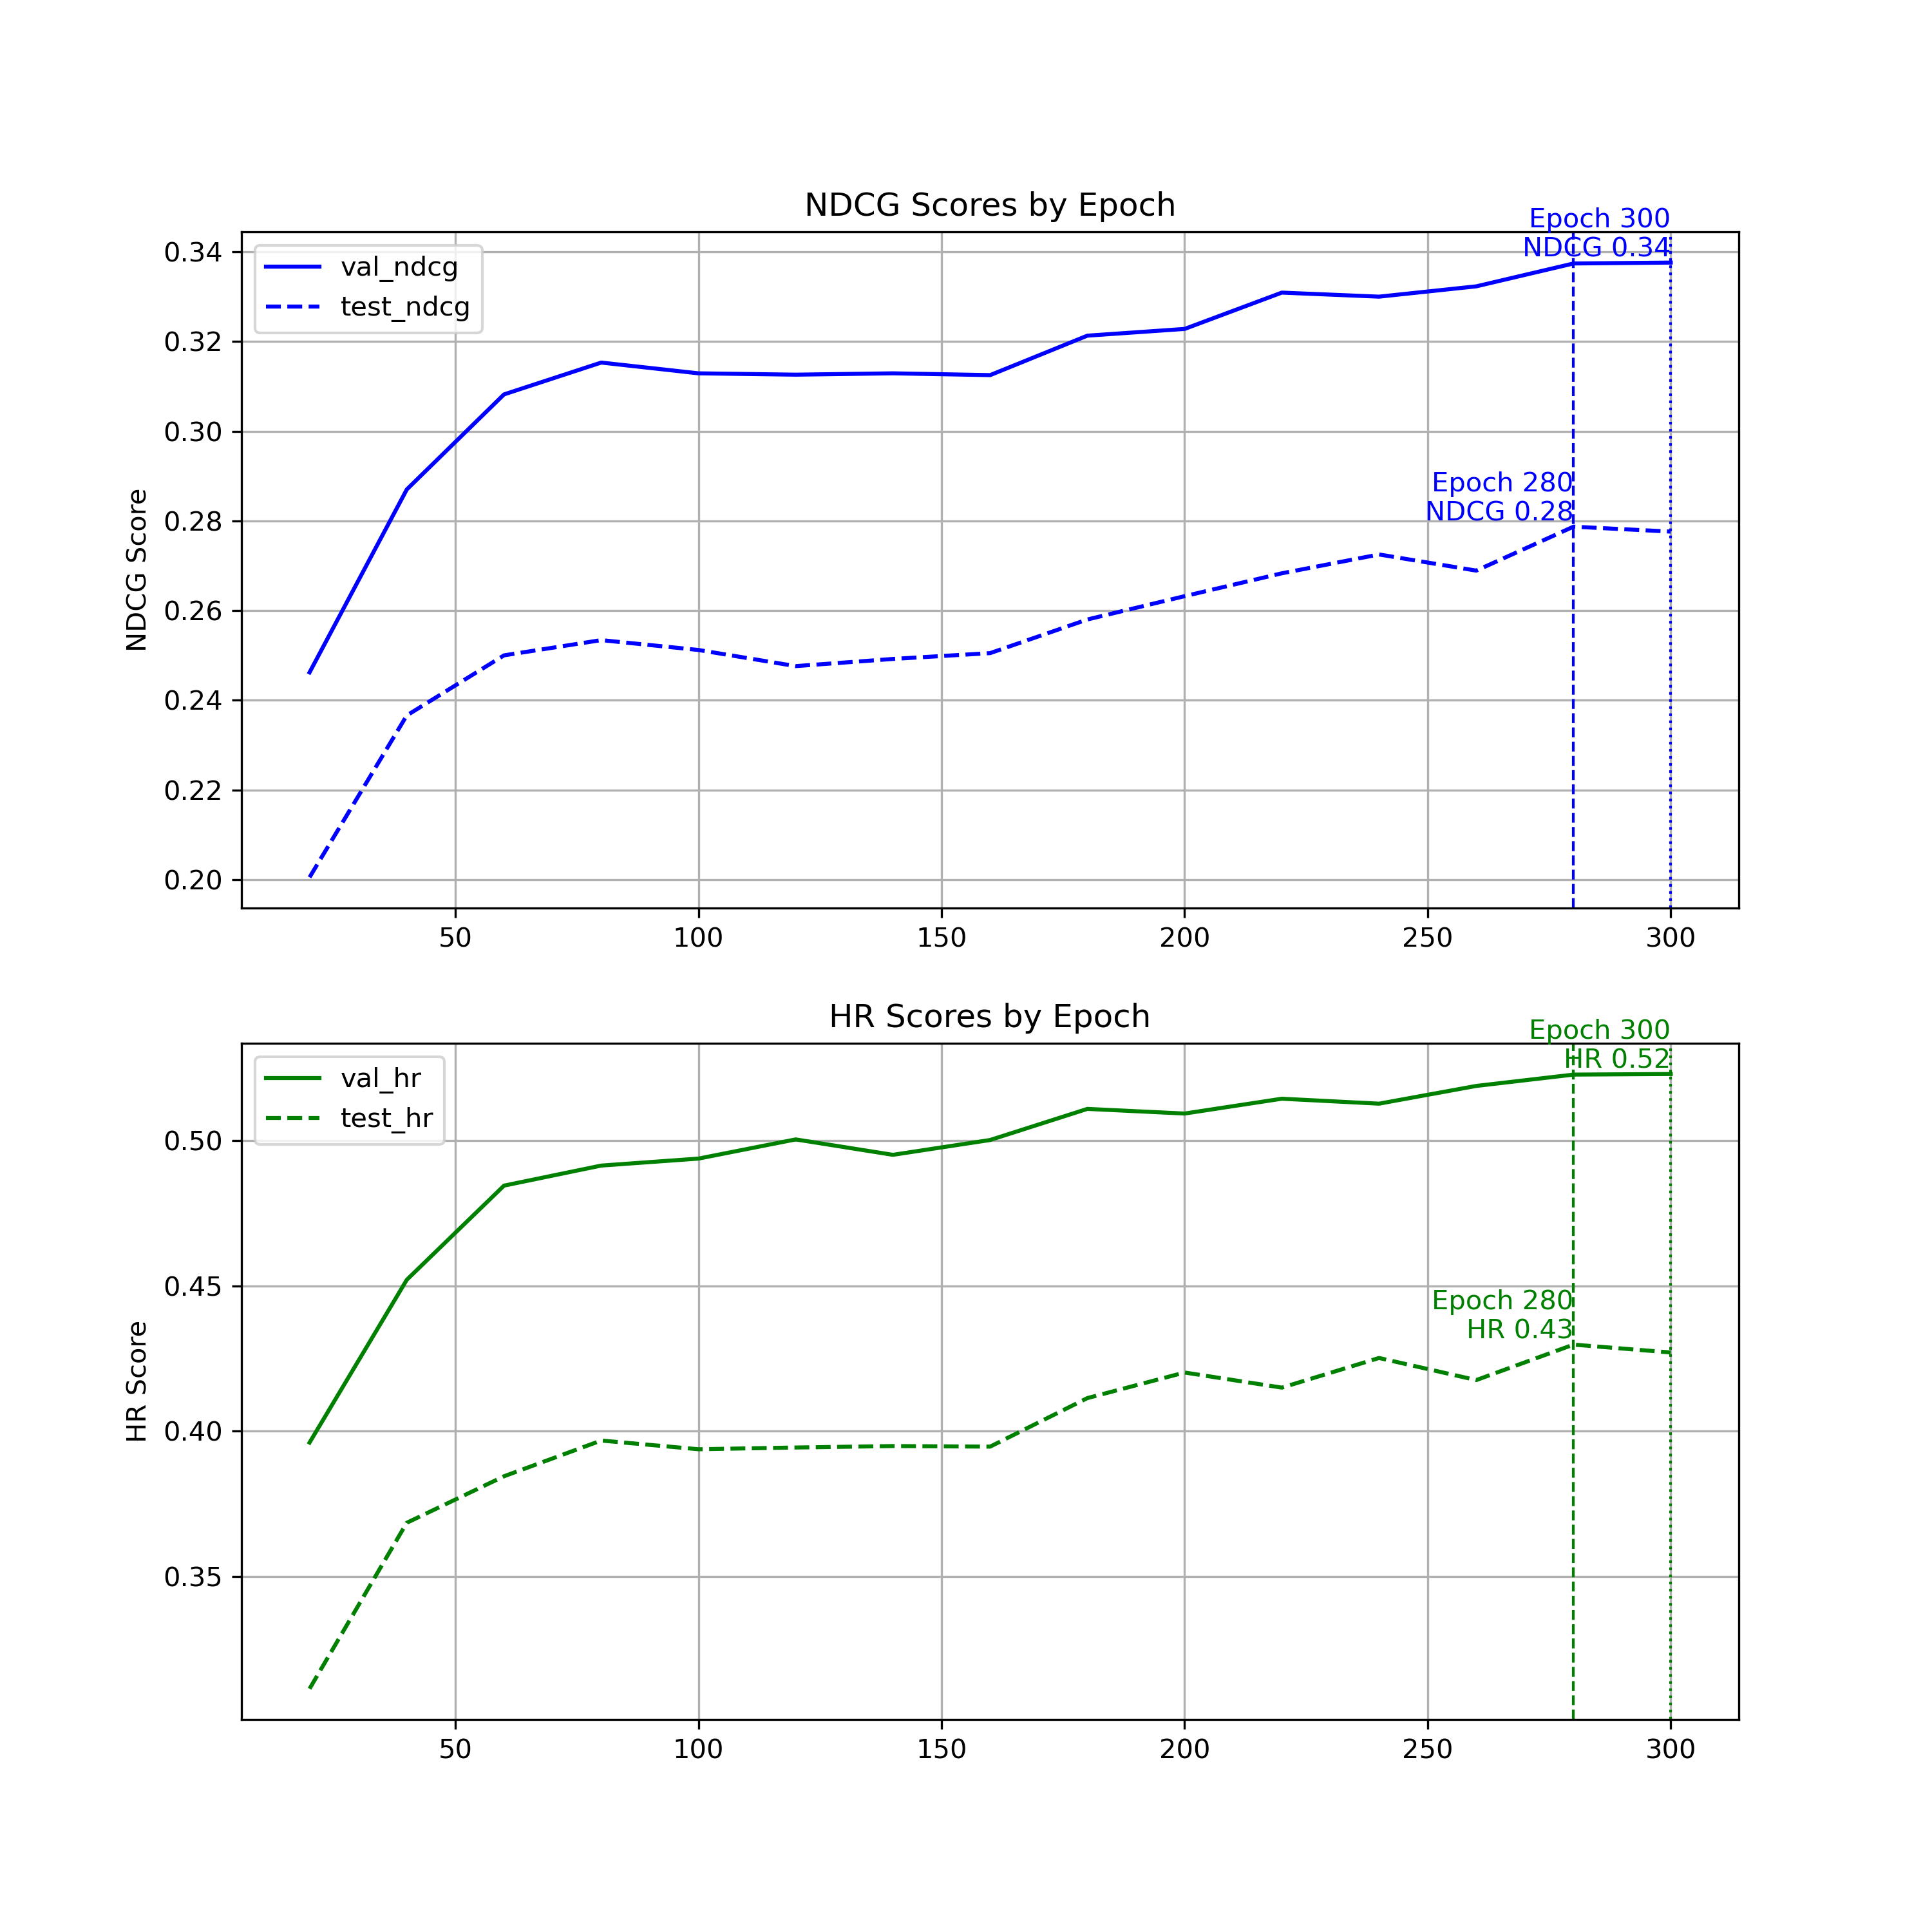 NDCG Scores by Epoch
Epoch 300
NDCG 0.34
val_ndcg
test_ndcg
Epoch 280
NDCG 0.28
NDCG Score
0.34
0.32
0.30
0.28
0.26
0.24
0.22
0.20
50 100 150 200 250 300
HR Scores by Epoch
Epoch 300
HR 0.52
val_hr
test_hr
Epoch 280
HR 0.43
HR Score
0.50
0.45
0.40
0.35
50 100 150 200 250 300